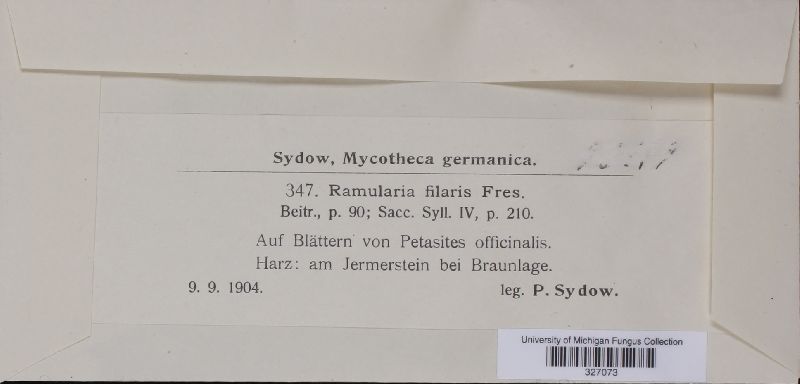 Sydow, Mycotheca germanica.
347. Ramularia filaris Fres.
Beitr., p. 90; Sacc. Syll. IV, p. 210.
Auf Blättern von Petasites officinalis.
Harz: am Jermerstein bei Braunlage.
9. 9. 1904. leg. P. Sydow.
University of Michigan Fungus Collection
327073